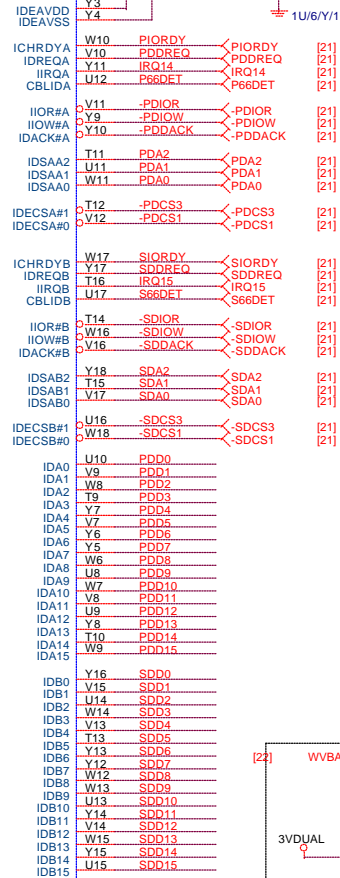 IDEAVDD Y3
IDEAVSS Y4
1U/6/Y/1
ICHRDYA W10 PIORDY PIORDY [21]
IDREQA V10 PDDREQ PDDREQ [21]
IIRQA Y11 IRQ14 IRQ14 [21]
CBLIDA U12 P66DET P66DET [21]
IIOR#A V11 -PDIOR -PDIOR [21]
IIOW#A Y9 -PDIOW -PDIOW [21]
IDACK#A Y10 -PDDACK -PDDACK [21]
IDSAA2 T11 PDA2 PDA2 [21]
IDSAA1 U11 PDA1 PDA1 [21]
IDSAA0 W11 PDA0 PDA0 [21]
IDECSA#1 T12 -PDCS3 -PDCS3 [21]
IDECSA#0 V12 -PDCS1 -PDCS1 [21]
ICHRDYB W17 SIORDY SIORDY [21]
IDREQB Y17 SDDREQ SDDREQ [21]
IIRQB T16 IRQ15 IRQ15 [21]
CBLIDB U17 S66DET S66DET [21]
IIOR#B T14 -SDIOR -SDIOR [21]
IIOW#B W16 -SDIOW -SDIOW [21]
IDACK#B V16 -SDDACK -SDDACK [21]
IDSAB2 Y18 SDA2 SDA2 [21]
IDSAB1 T15 SDA1 SDA1 [21]
IDSAB0 V17 SDA0 SDA0 [21]
IDECSB#1 U16 -SDCS3 -SDCS3 [21]
IDECSB#0 W18 -SDCS1 -SDCS1 [21]
IDA0 U10 PDD0
IDA1 V9 PDD1
IDA2 W8 PDD2
IDA3 T9 PDD3
IDA4 Y7 PDD4
IDA5 V7 PDD5
IDA6 Y6 PDD6
IDA7 Y5 PDD7
IDA8 W6 PDD8
IDA9 U8 PDD9
IDA10 W7 PDD10
IDA11 V8 PDD11
IDA12 U9 PDD12
IDA13 Y8 PDD13
IDA14 T10 PDD14
IDA15 W9 PDD15
IDB0 Y16 SDD0
IDB1 V15 SDD1
IDB2 U14 SDD2
IDB3 W14 SDD3
IDB4 V13 SDD4
IDB5 T13 SDD5
IDB6 Y13 SDD6
IDB7 Y12 SDD7
IDB8 W12 SDD8
IDB9 W13 SDD9
IDB10 U13 SDD10
IDB11 Y14 SDD11
IDB12 V14 SDD12
IDB13 W15 SDD13
IDB14 Y15 SDD14
IDB15 U15 SDD15
[22] WVBA
3VDUAL